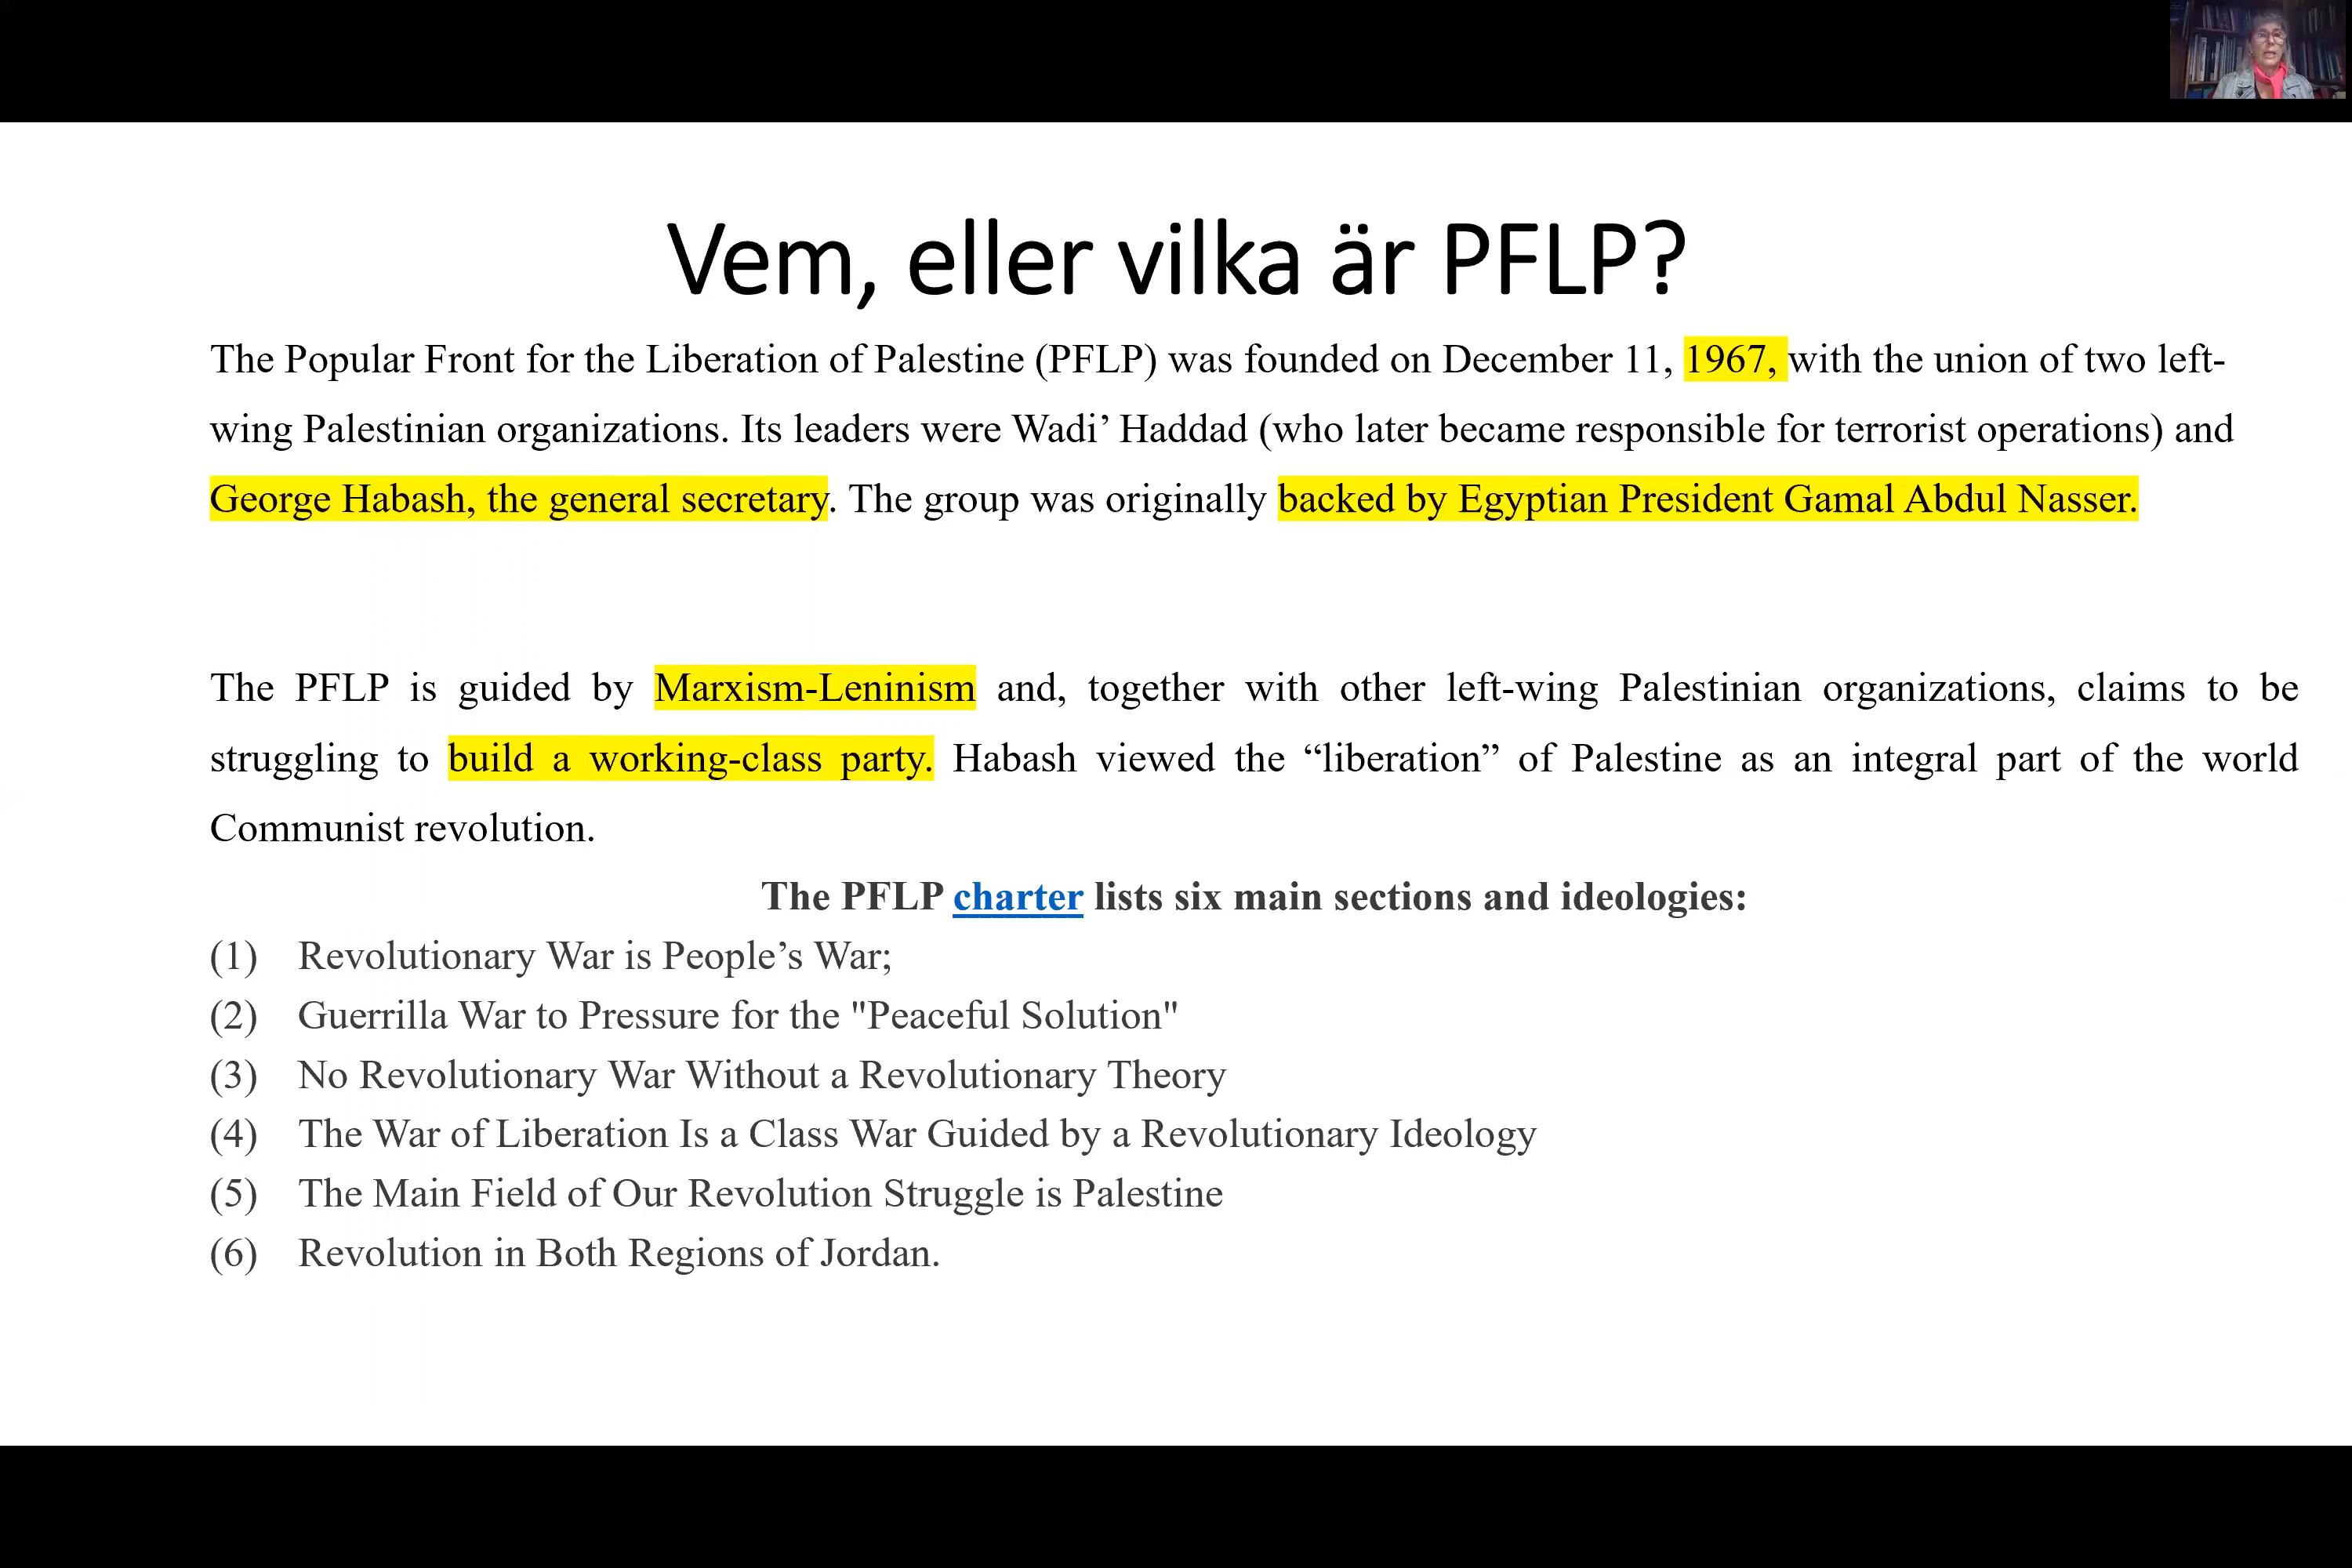 Vem, eller vilka är PFLP?
The Popular Front for the Liberation of Palestine (PFLP) was founded on December 11, 1967, with the union of two left-
wing Palestinian organizations. Its leaders were Wadi’ Haddad (who later became responsible for terrorist operations) and
George Habash, the general secretary. The group was originally backed by Egyptian President Gamal Abdul Nasser.
The PFLP is guided by Marxism-Leninism and, together with other left-wing Palestinian organizations, claims to be
struggling to build a working-class party. Habash viewed the “liberation” of Palestine as an integral part of the world
Communist revolution.
The PFLP charter lists six main sections and ideologies:
(1) Revolutionary War is People’s War;
(2) Guerrilla War to Pressure for the "Peaceful Solution"
(3) No Revolutionary War Without a Revolutionary Theory
(4) The War of Liberation Is a Class War Guided by a Revolutionary Ideology
(5) The Main Field of Our Revolution Struggle is Palestine
(6) Revolution in Both Regions of Jordan.